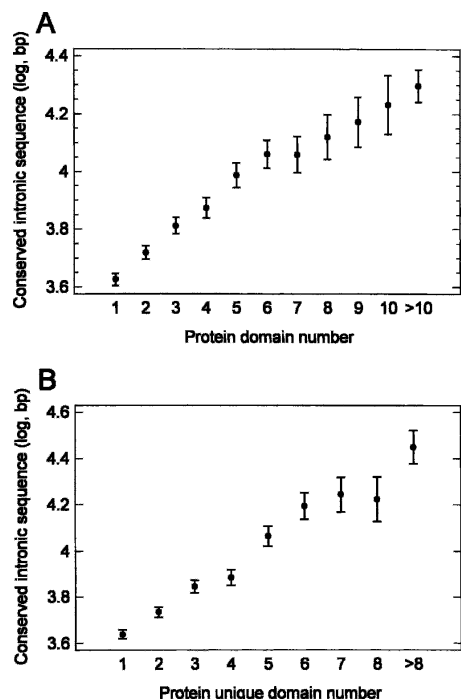 A
Conserved intronic sequence (log, bp)
4.4
4.2
4
3.8
3.6
1 2 3 4 5 6 7 8 9 10 >10
Protein domain number
B
Conserved intronic sequence (log, bp)
4.6
4.4
4.2
4
3.8
3.6
1 2 3 4 5 6 7 8 >8
Protein unique domain number